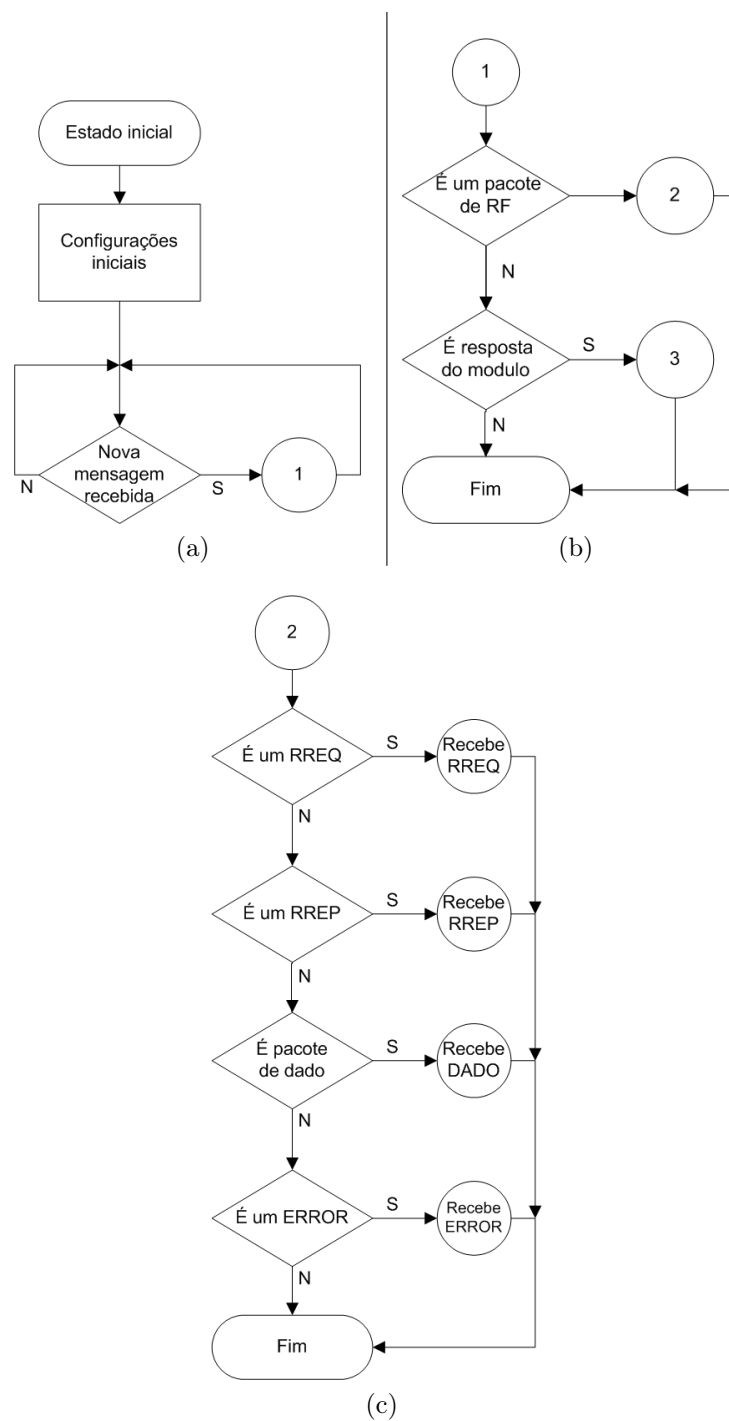 Estado inicial
Configurações
iniciais
Nova
mensagem
recebida
N
S
1
(a)
1
É um pacote
de RF
2
N
É resposta
do modulo
S
3
N
Fim
(b)
2
É um RREQ
S
Recebe
RREQ
N
É um RREP
S
Recebe
RREP
N
É pacote
de dado
S
Recebe
DADO
N
É um ERROR
S
Recebe
ERROR
N
Fim
(c)